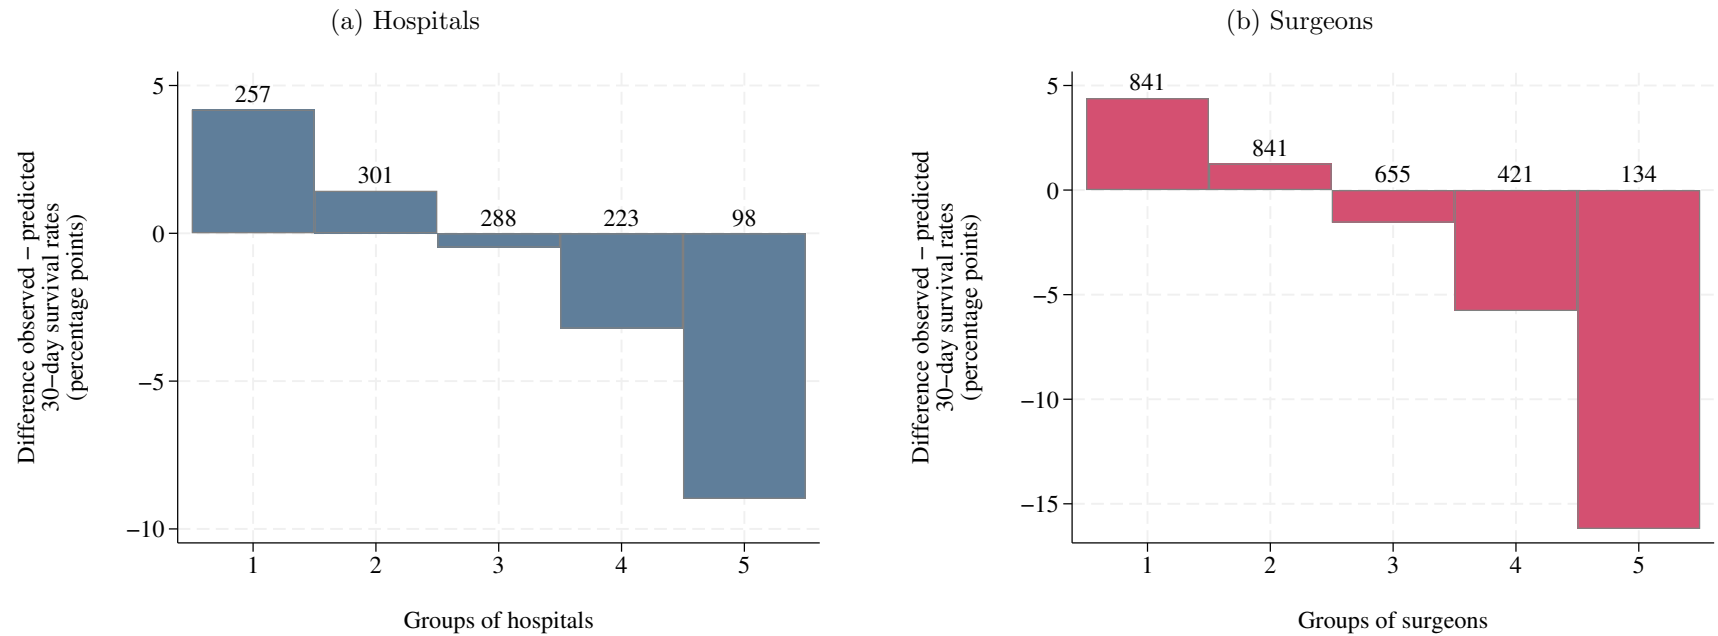 (a) Hospitals
Difference observed – predicted
30–day survival rates
(percentage points)
5
0
−5
−10
257
301
288
223
98
1 2 3 4 5
Groups of hospitals
(b) Surgeons
Difference observed – predicted
30–day survival rates
(percentage points)
5
0
−5
−10
−15
841
841
655
421
134
1 2 3 4 5
Groups of surgeons